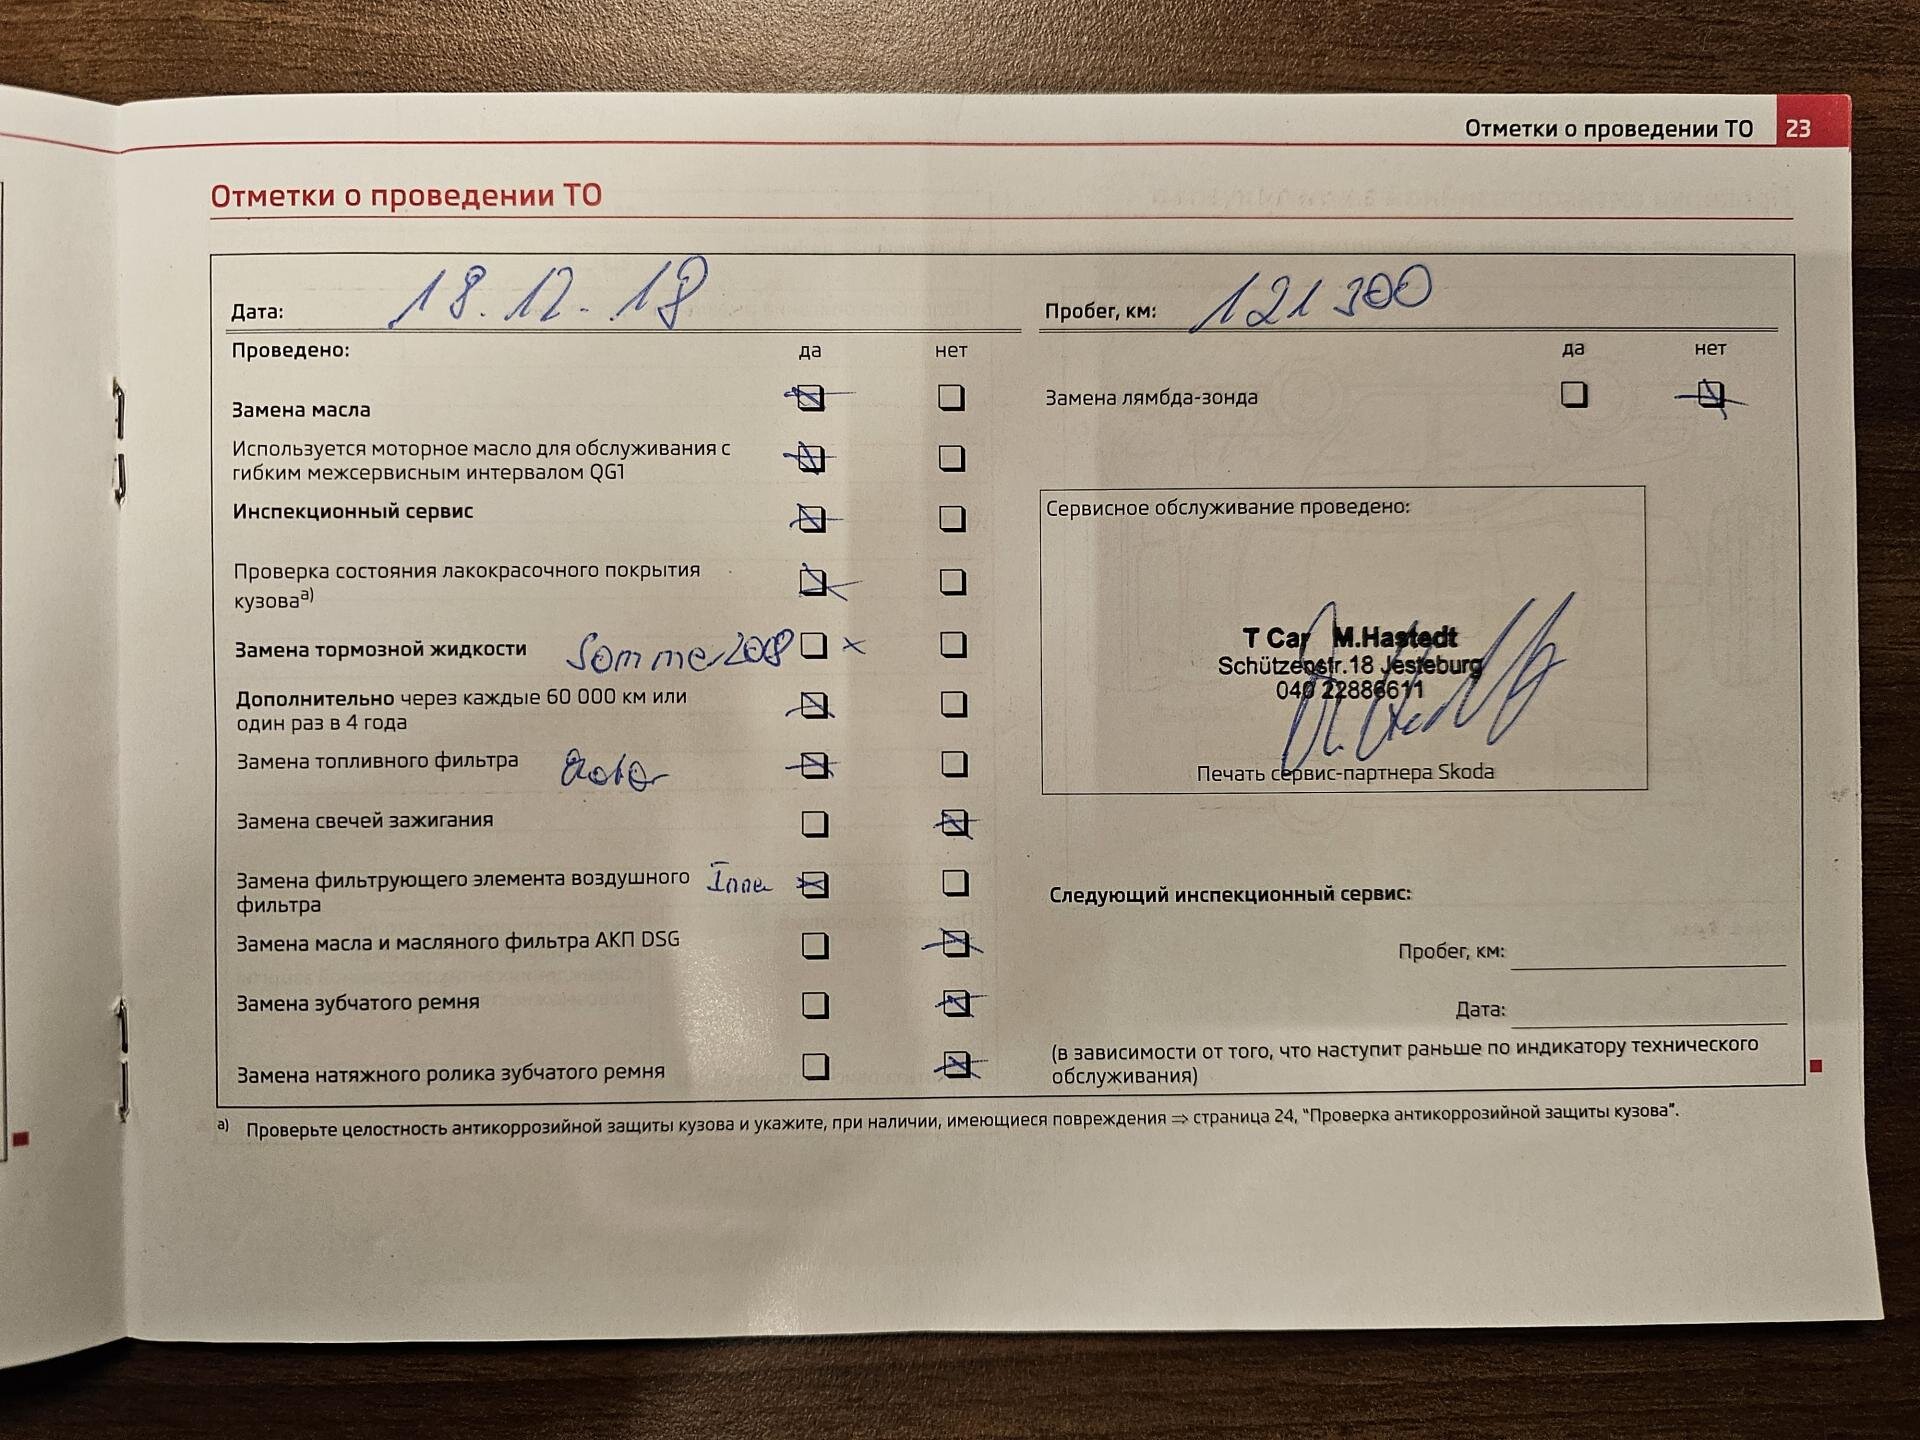 Отметки о проведении ТО 23
Отметки о проведении ТО
Дата: 18.12.18
Проведено: да нет
Замена масла
Используется моторное масло для обслуживания с
гибким межсервисным интервалом QG1
Инспекционный сервис
Проверка состояния лакокрасочного покрытия
кузова a)
Замена тормозной жидкости Sommer
Дополнительно через каждые 60 000 км или
один раз в 4 года
Замена топливного фильтра
Замена свечей зажигания
Замена фильтрующего элемента воздушного
фильтра
Замена масла и масляного фильтра АКП DSG
Замена зубчатого ремня
Замена натяжного ролика зубчатого ремня
Пробег, км: 121 300
да нет
Замена лямбда-зонда
Сервисное обслуживание проведено:
T Car M.Hastedt
Schützenstr.18 Jesteburg
040 22886611
Печать сервис-партнера Skoda
Следующий инспекционный сервис:
Пробег, км:
Дата:
(в зависимости от того, что наступит раньше по индикатору технического
обслуживания)
a) Проверьте целостность антикоррозийной защиты кузова и укажите, при наличии, имеющиеся повреждения ⇒ страница 24, "Проверка антикоррозийной защиты кузова".